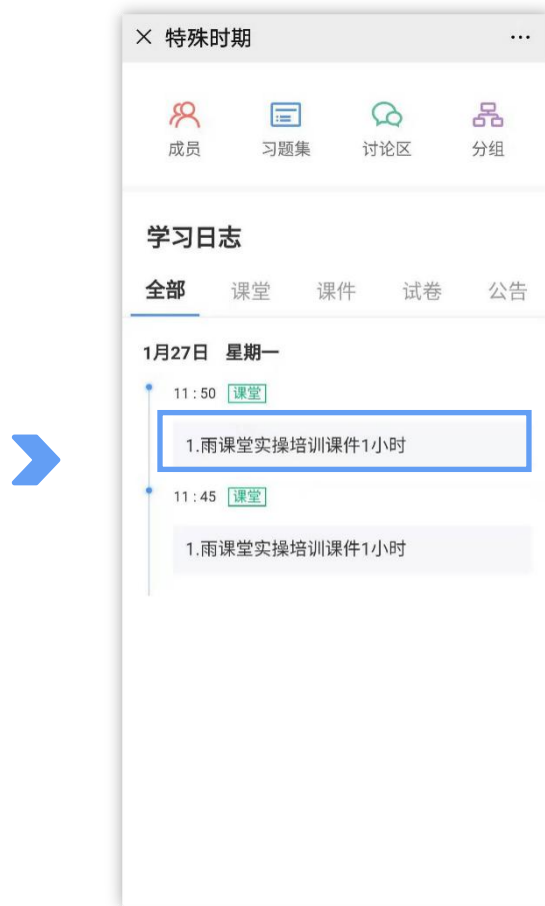 × 特殊时期 ...
成员 习题集 讨论区 分组
学习日志
全部 课堂 课件 试卷 公告
1月27日 星期一
11:50 课堂
1.雨课堂实操培训课件1小时
11:45 课堂
1.雨课堂实操培训课件1小时